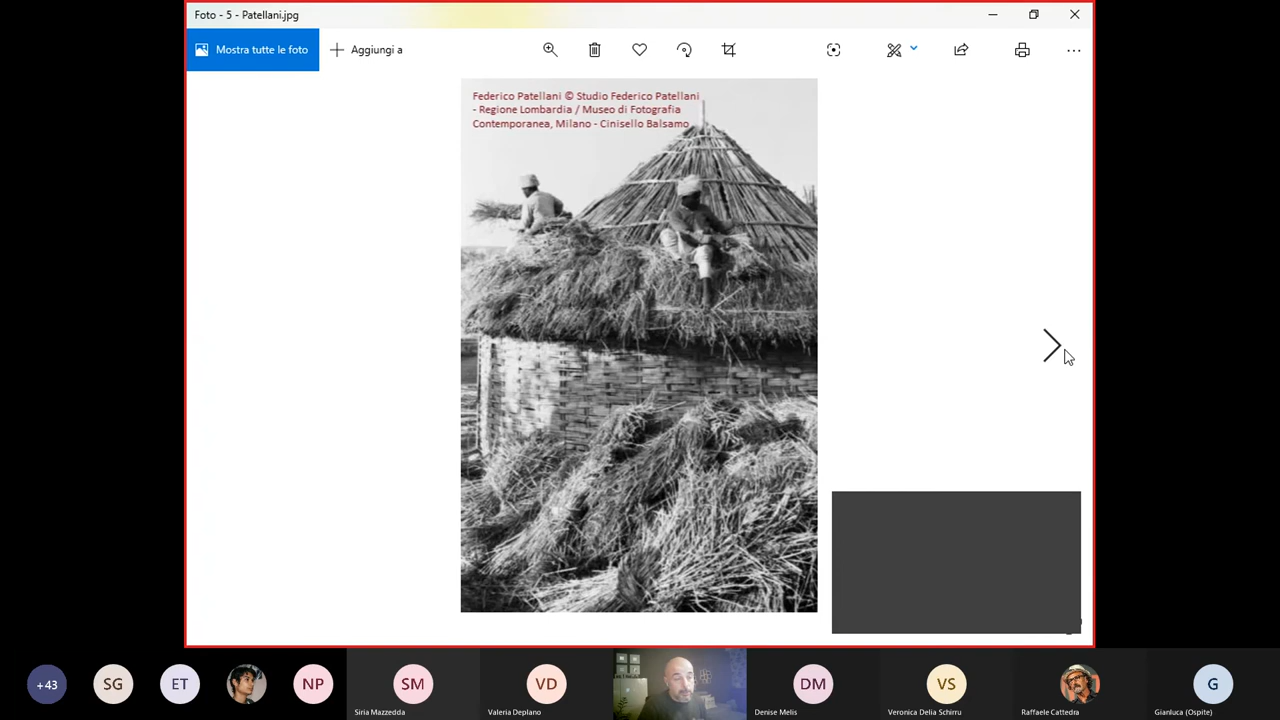 Foto - 5 - Patellani.jpg
Mostra tutte le foto
Aggiungi a
Federico Patellani © Studio Federico Patellani
- Regione Lombardia / Museo di Fotografia
Contemporanea, Milano - Cinisello Balsamo
+43
SG
ET
NP
SM
VD
DM
VS
G
Siria Mazzedda
Valeria Deplano
Denise Melis
Veronica Delia Schirru
Raffaele Cattedra
Gianluca (Ospite)